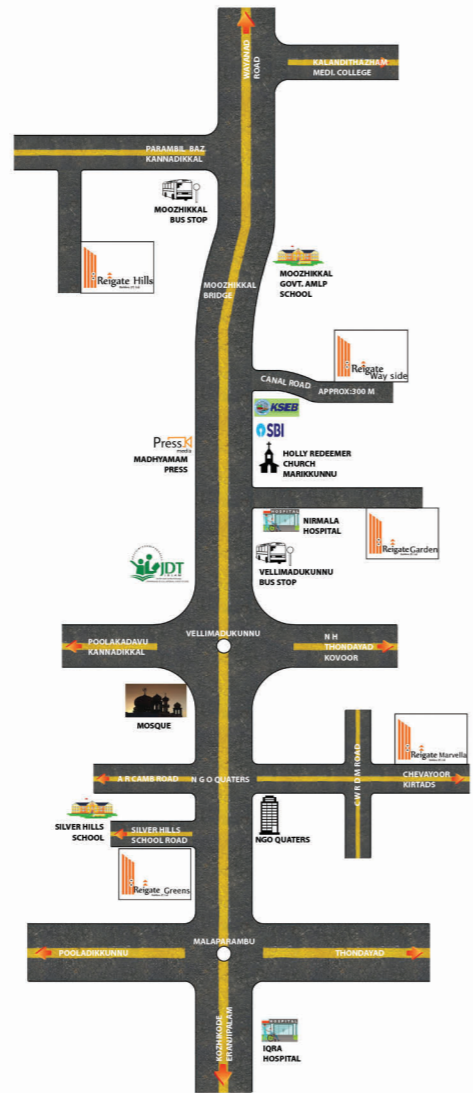 WAYANAD
ROAD
KALANDITHAZHAM
MEDI. COLLEGE
PARAMBIL BAZ
KANNADIKKAL
MOOZHIKKAL
BUS STOP
Reigate Hills
MOOZHIKKAL
GOVT. AMLP
SCHOOL
MOOZHIKKAL
BRIDGE
Reigate
Way side
CANAL ROAD
APPROX:300 M
KSEB
SBI
Press
media
MADHYAMAM
PRESS
HOLLY REDEEMER
CHURCH
MARIKKUNNU
HOSPITAL
NIRMALA
HOSPITAL
Reigate Garden
JDT
VELLIMADUKUNNU
BUS STOP
VELLIMADUKUNNU
POOLAKADAVU
KANNADIKKAL
N H
THONDAYAD
KOVOOR
MOSQUE
C W R D M ROAD
Reigate Marvella
A R CAMB ROAD
N G O QUATERS
CHEVAYOOR
KIRTADS
SILVER HILLS
SCHOOL
SILVER HILLS
SCHOOL ROAD
NGO QUATERS
Reigate Greens
MALAPARAMBU
POOLADIKKUNNU
THONDAYAD
KOZHIKODE
ERANJIPALAM
HOSPITAL
IQRA
HOSPITAL